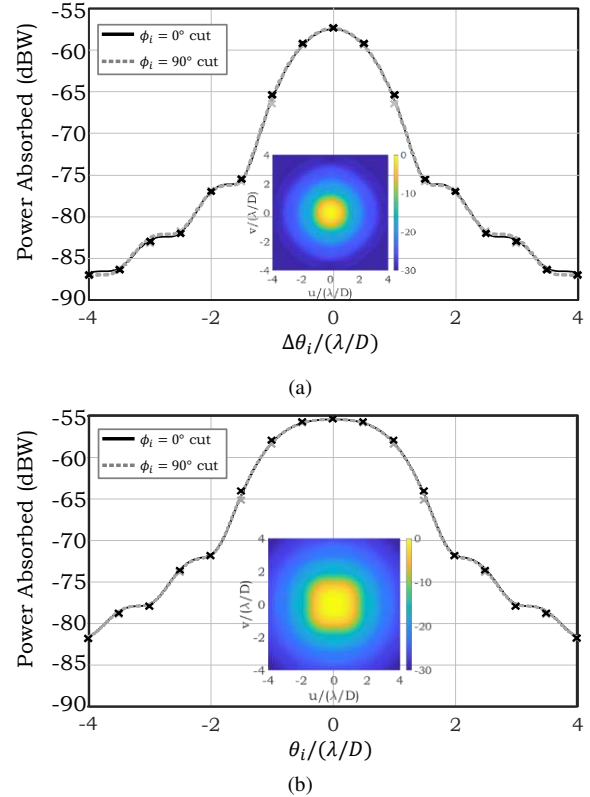 -55
-60
-65
-70
-75
-80
-85
-90
Power Absorbed (dBW)
ϕᵢ = 0° cut
ϕᵢ = 90° cut
4
2
0
-2
-4
v/(λ/D)
-4 -2 0 2 4
u/(λ/D)
0
-10
-20
-30
-4 -2 0 2 4
Δθᵢ/(λ/D)
(a)
-55
-60
-65
-70
-75
-80
-85
-90
Power Absorbed (dBW)
ϕᵢ = 0° cut
ϕᵢ = 90° cut
4
2
0
-2
-4
v/(λ/D)
-4 -2 0 2 4
u/(λ/D)
0
-10
-20
-30
-4 -2 0 2 4
θᵢ/(λ/D)
(b)